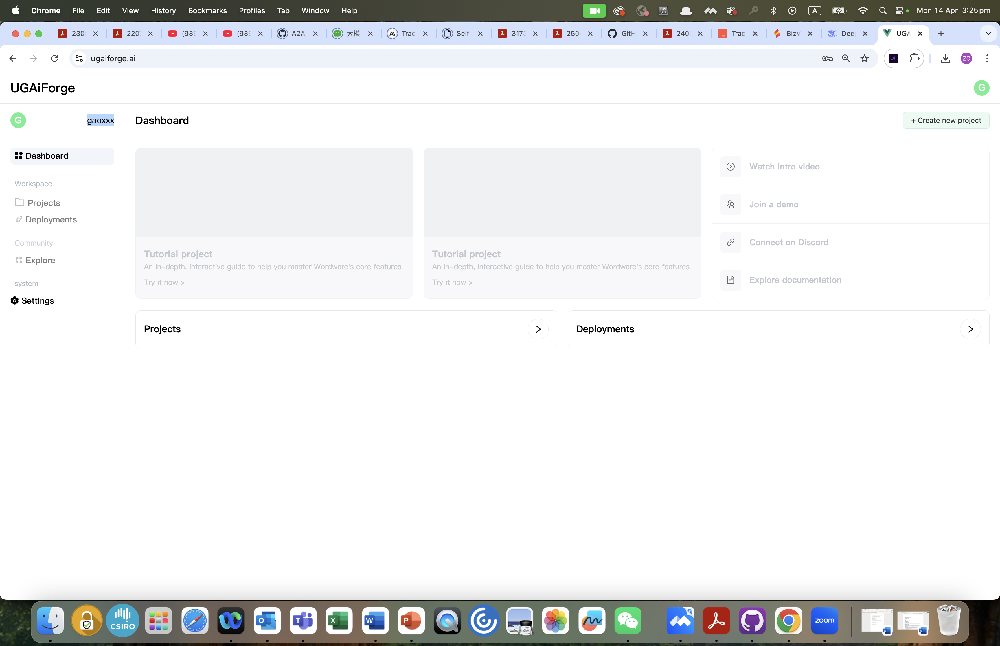 Chrome File Edit View History Bookmarks Profiles Tab Window Help A Mon 14 Apr 3:25 pm
230 220 (939 (939 A2A 大模 Trac Self- 3173 250 GitH 240 Trae BizV Dee UGA
ugaiforge.ai ZC
UGAiForge G
G gaoxxx Dashboard + Create new project
Dashboard
Workspace
Projects
Deployments
Community
Explore
system
Settings
Tutorial project
An in-depth, interactive guide to help you master Wordware's core features
Try it now >
Tutorial project
An in-depth, interactive guide to help you master Wordware's core features
Try it now >
Watch intro video
Join a demo
Connect on Discord
Explore documentation
Projects
Deployments
CSIRO zoom